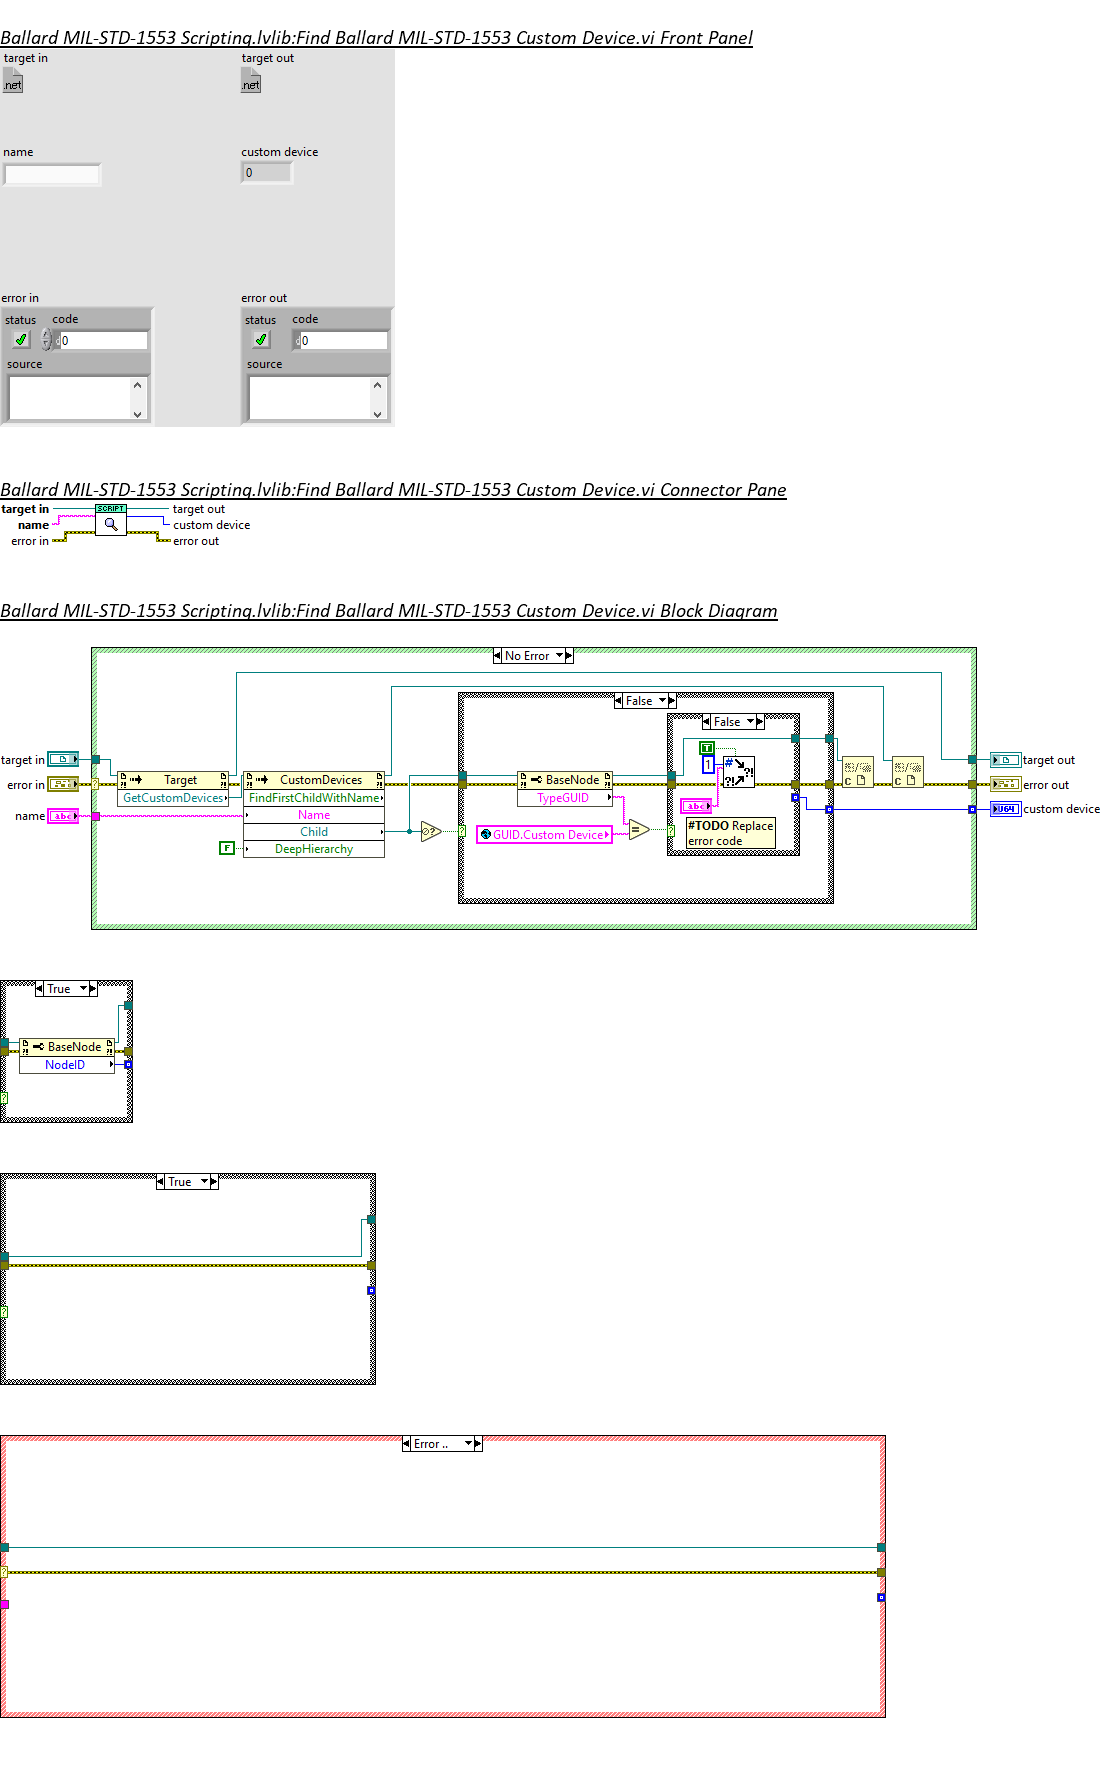 Ballard MIL-STD-1553 Scripting.lvlib:Find Ballard MIL-STD-1553 Custom Device.vi Front Panel
target in
target out
.net
.net
name
custom device
0
error in
error out
status
code
status
code
0
0
source
source
Ballard MIL-STD-1553 Scripting.lvlib:Find Ballard MIL-STD-1553 Custom Device.vi Connector Pane
target in
SCRIPT
target out
name
custom device
error in
error out
Ballard MIL-STD-1553 Scripting.lvlib:Find Ballard MIL-STD-1553 Custom Device.vi Block Diagram
No Error
False
False
target in
T
target out
1
#
error in
Target
CustomDevices
BaseNode
error out
GetCustomDevices
FindFirstChildWithName
TypeGUID
name
abc
Name
abc
U64
custom device
Child
GUID.Custom Device
=
#TODO Replace
error code
F
DeepHierarchy
True
BaseNode
NodeID
True
Error ..